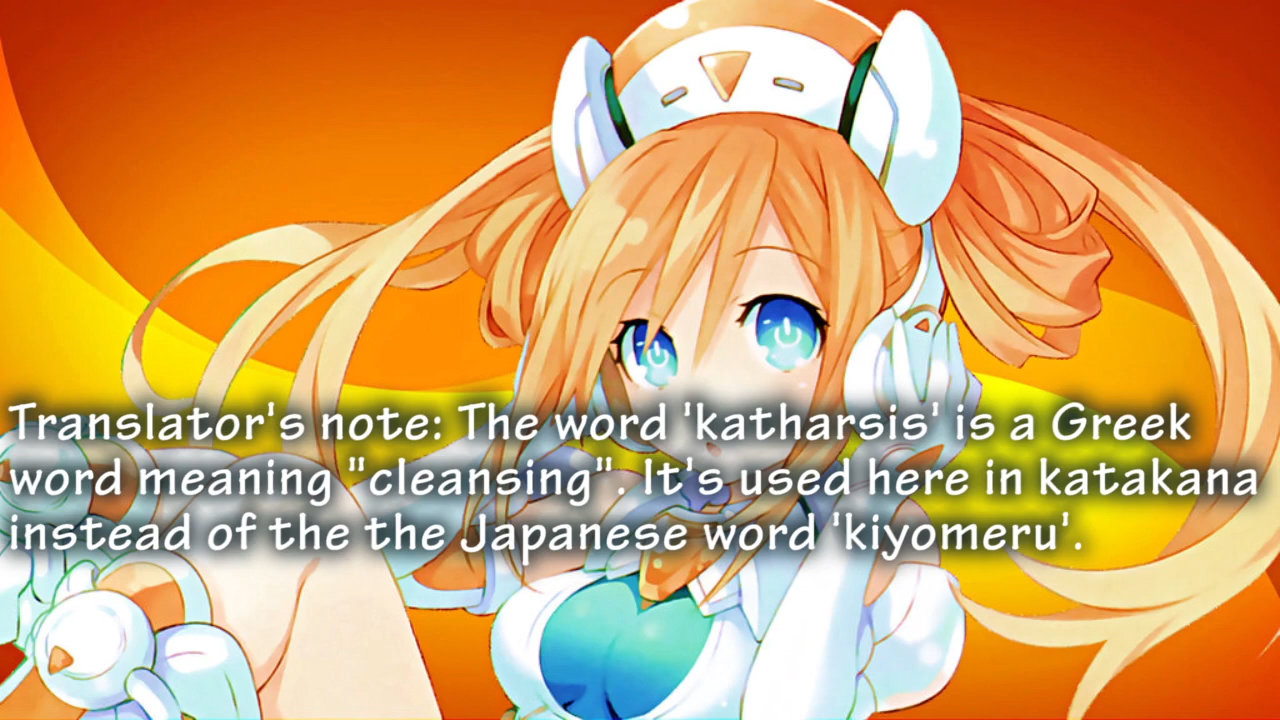 Translator's note: The word 'katharsis' is a Greek
word meaning "cleansing". It's used here in katakana
instead of the the Japanese word 'kiyomeru'.